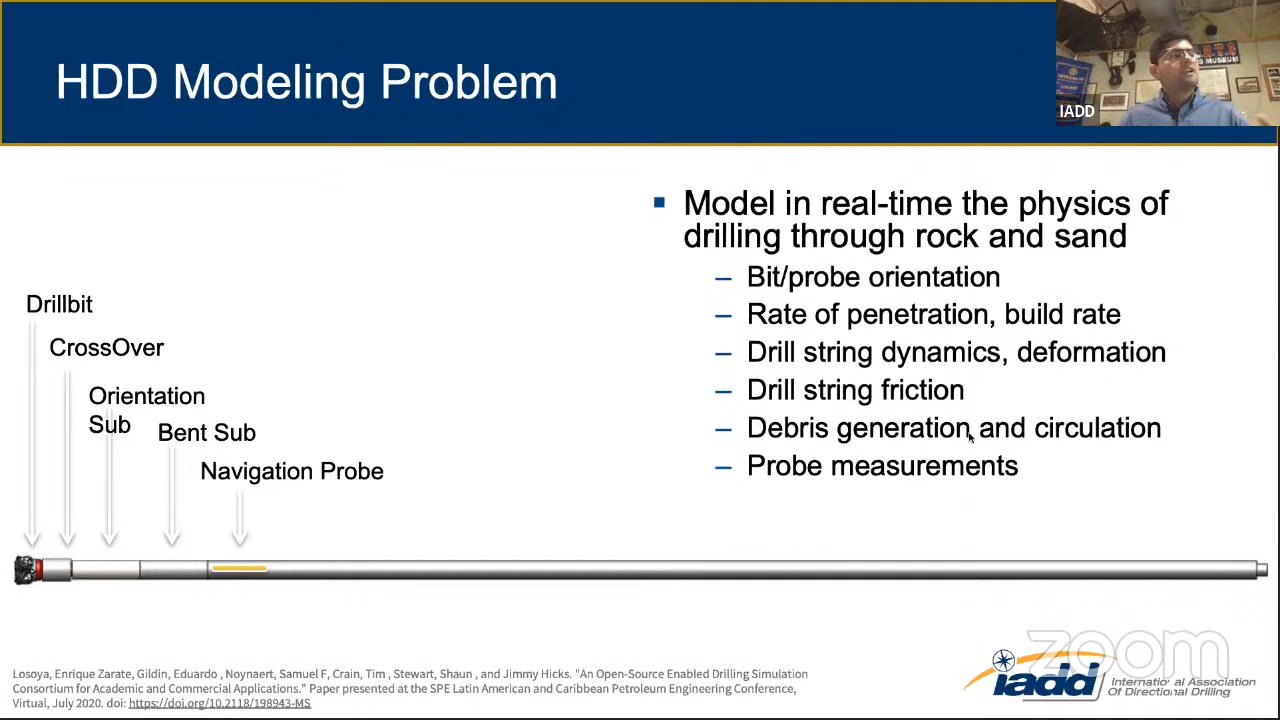 HDD Modeling Problem
IADD
▪ Model in real-time the physics of
drilling through rock and sand
– Bit/probe orientation
– Rate of penetration, build rate
– Drill string dynamics, deformation
– Drill string friction
– Debris generation and circulation
– Probe measurements
Drillbit
CrossOver
Orientation
Sub
Bent Sub
Navigation Probe
Losoya, Enrique Zarate, Gildin, Eduardo , Noynaert, Samuel F, Cranmom , Stewart, Shaun , and Jimmy Hicks. "An Open-Source Enabled Drilling Simulation
Consortium for Academic and Commercial Applications." Paper presented at the SPE Latin American and Caribbean Petroleum Engineering Conference,
Virtual, July 2020. doi: https://doi.org/10.2118/198943-MS
zoom
iadd
International Association
Of Directional Drilling